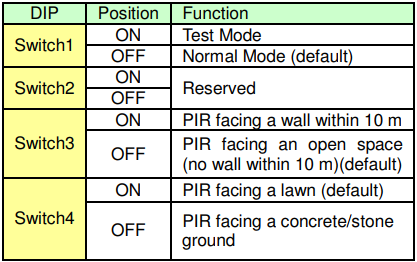 DIP Position Function
Switch1 ON Test Mode
OFF Normal Mode (default)
Switch2 ON Reserved
OFF
Switch3 ON PIR facing a wall within 10 m
OFF PIR facing an open space
(no wall within 10 m)(default)
Switch4 ON PIR facing a lawn (default)
OFF PIR facing a concrete/stone
ground